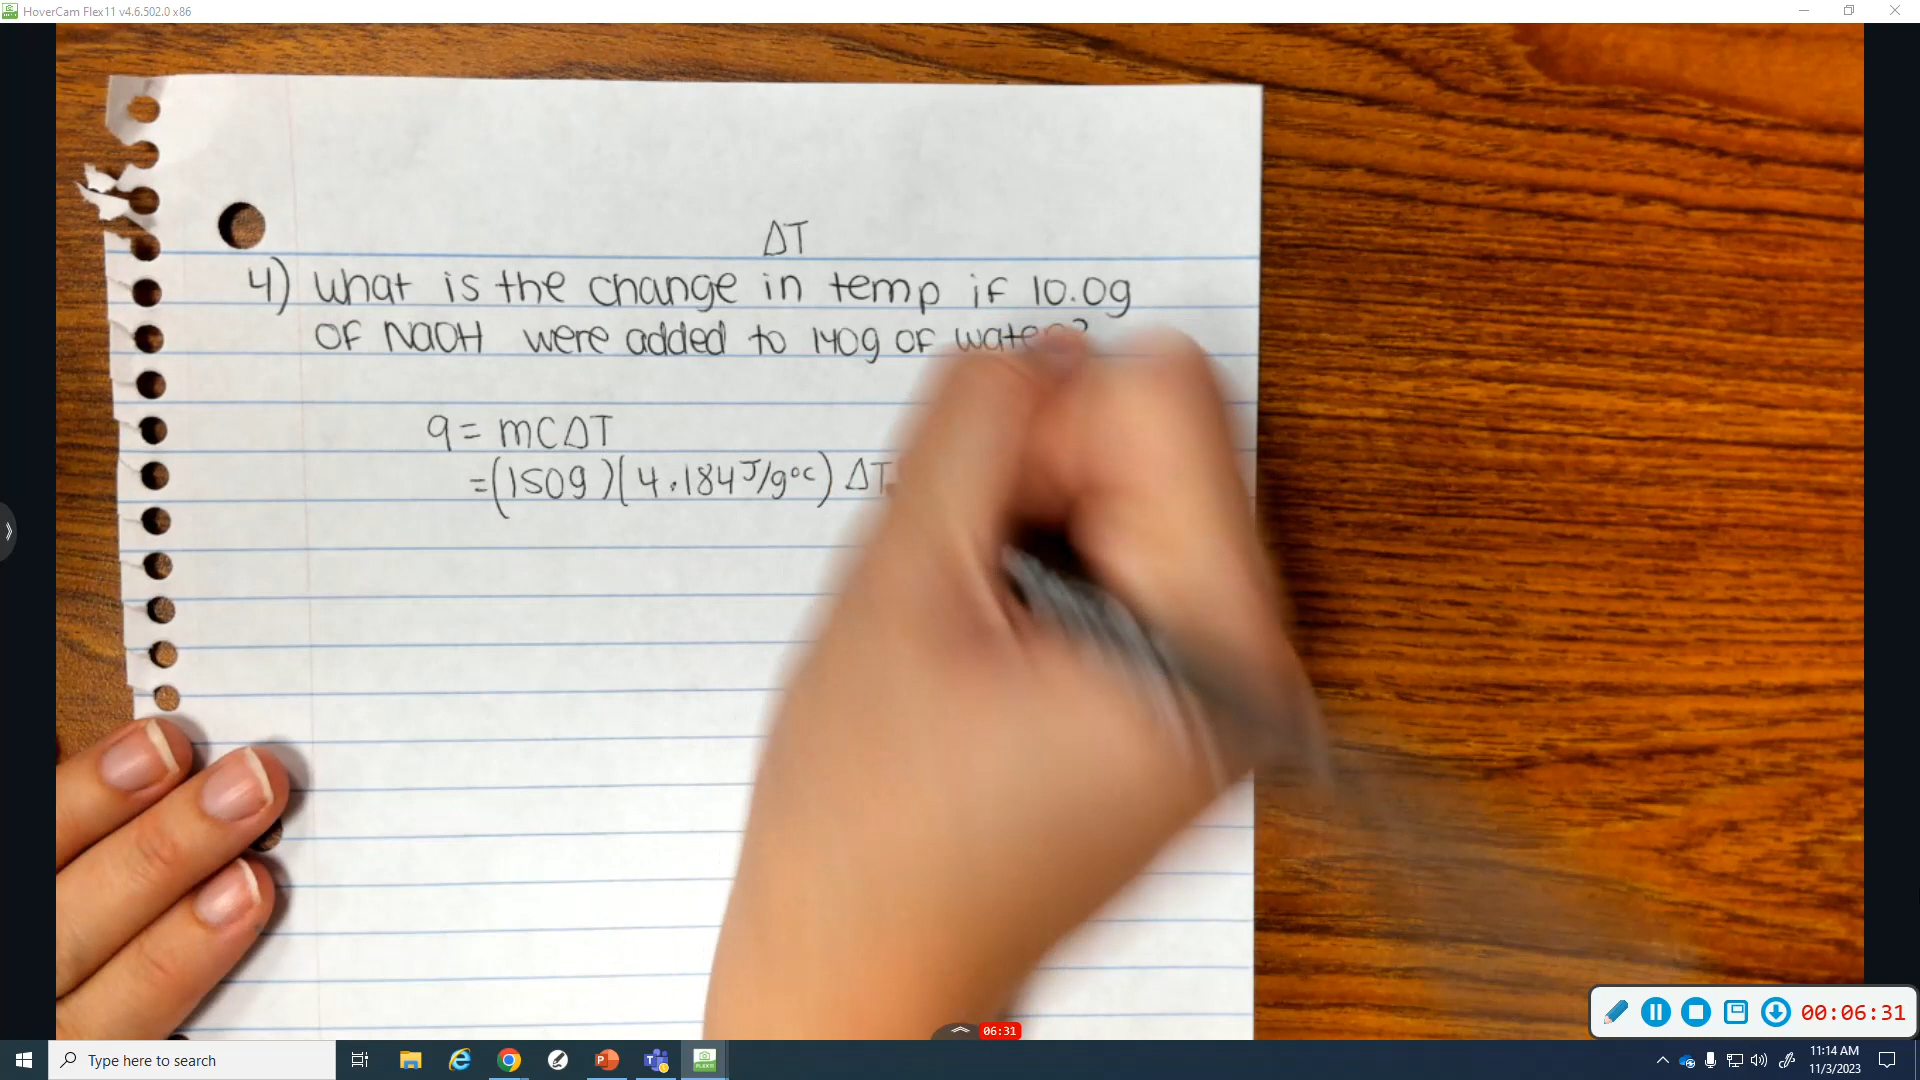 HoverCam Flex11 v4.6.502.0 x86
ΔT
4) What is the change in temp if 10.0g
of NaOH were added to 140g of water?
q = mCΔT
= (150g)(4.184 J/g°C) ΔT
06:31
00:06:31
Type here to search
11:14 AM
11/3/2023